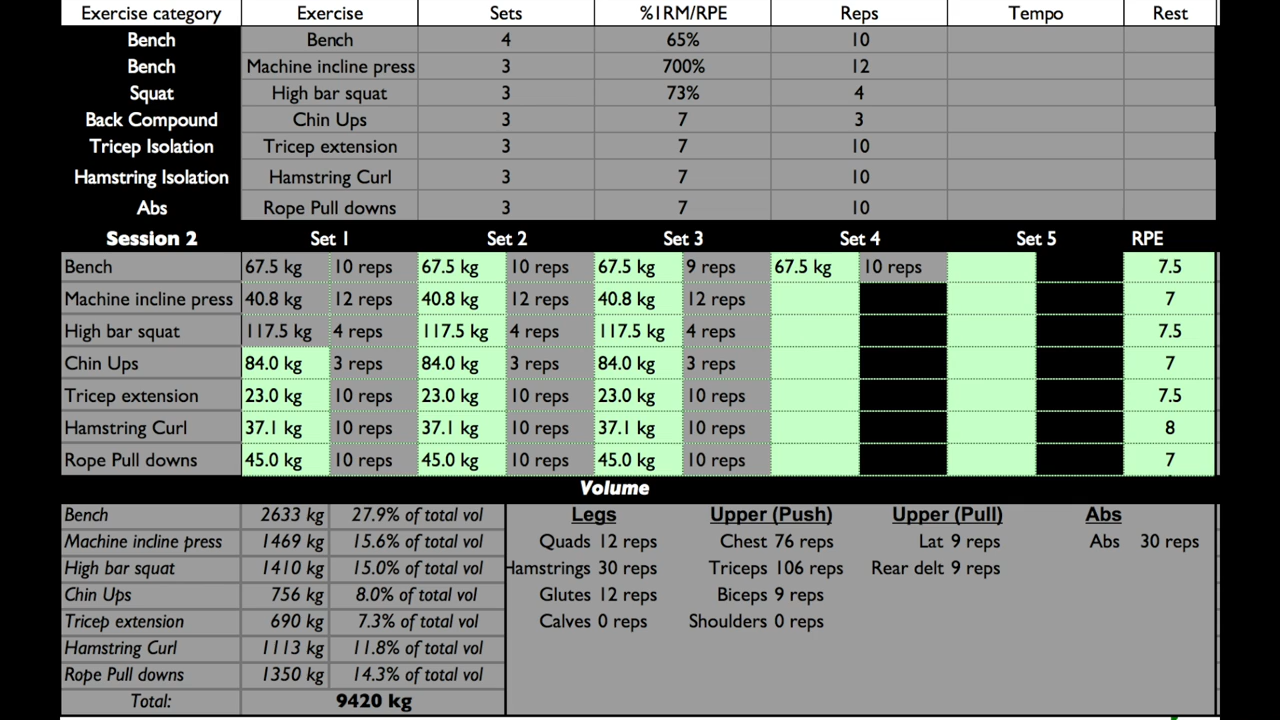 Exercise category Exercise Sets %1RM/RPE Reps Tempo Rest
Bench Bench 4 65% 10
Bench Machine incline press 3 700% 12
Squat High bar squat 3 73% 4
Back Compound Chin Ups 3 7 3
Tricep Isolation Tricep extension 3 7 10
Hamstring Isolation Hamstring Curl 3 7 10
Abs Rope Pull downs 3 7 10
Session 2 Set 1 Set 2 Set 3 Set 4 Set 5 RPE
Bench 67.5 kg 10 reps 67.5 kg 10 reps 67.5 kg 9 reps 67.5 kg 10 reps 7.5
Machine incline press 40.8 kg 12 reps 40.8 kg 12 reps 40.8 kg 12 reps 7
High bar squat 117.5 kg 4 reps 117.5 kg 4 reps 117.5 kg 4 reps 7.5
Chin Ups 84.0 kg 3 reps 84.0 kg 3 reps 84.0 kg 3 reps 7
Tricep extension 23.0 kg 10 reps 23.0 kg 10 reps 23.0 kg 10 reps 7.5
Hamstring Curl 37.1 kg 10 reps 37.1 kg 10 reps 37.1 kg 10 reps 8
Rope Pull downs 45.0 kg 10 reps 45.0 kg 10 reps 45.0 kg 10 reps 7
Volume
Bench 2633 kg 27.9% of total vol Legs Upper (Push) Upper (Pull) Abs
Machine incline press 1469 kg 15.6% of total vol Quads 12 reps Chest 76 reps Lat 9 reps Abs 30 reps
High bar squat 1410 kg 15.0% of total vol Hamstrings 30 reps Triceps 106 reps Rear delt 9 reps
Chin Ups 756 kg 8.0% of total vol Glutes 12 reps Biceps 9 reps
Tricep extension 690 kg 7.3% of total vol Calves 0 reps Shoulders 0 reps
Hamstring Curl 1113 kg 11.8% of total vol
Rope Pull downs 1350 kg 14.3% of total vol
Total: 9420 kg